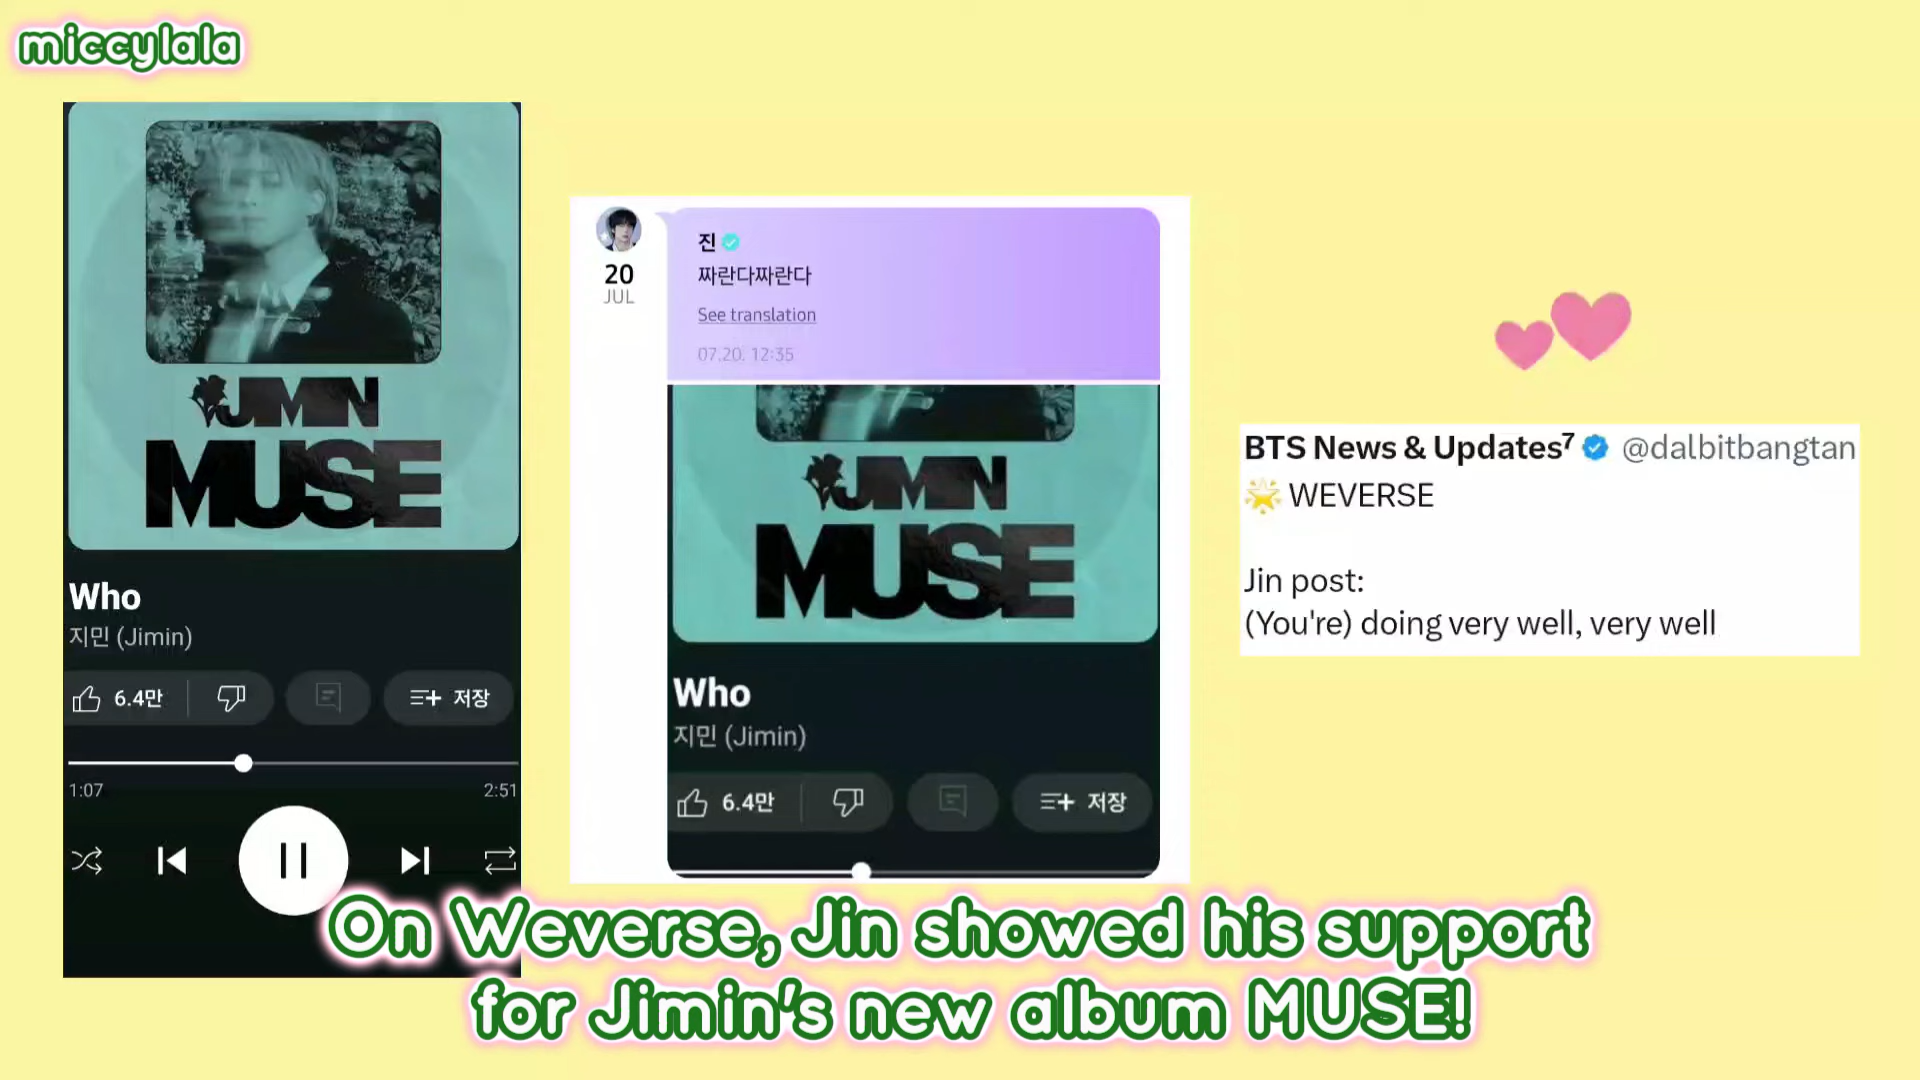 miccylala
JIMIN
MUSE
Who
지민 (Jimin)
6.4만
저장
1:07
2:51
진
20
JUL
짜란다짜란다
See translation
07.20. 12:35
JIMIN
MUSE
Who
지민 (Jimin)
6.4만
저장
BTS News & Updates⁷ @dalbitbangtan
🌟 WEVERSE
Jin post:
(You're) doing very well, very well
On Weverse, Jin showed his support
for Jimin's new album MUSE!